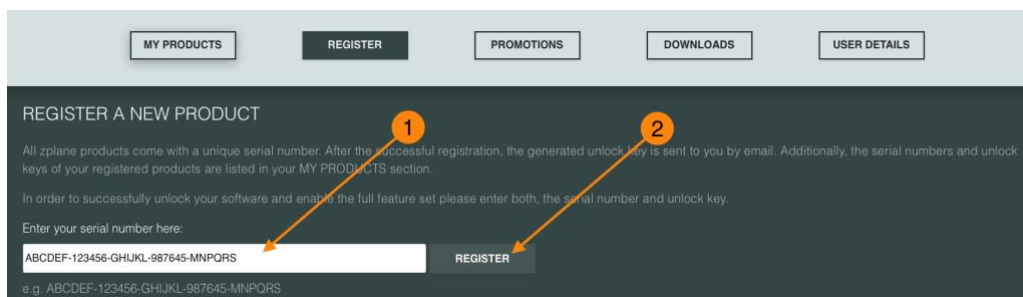 MY PRODUCTS REGISTER PROMOTIONS DOWNLOADS USER DETAILS
REGISTER A NEW PRODUCT
1 2
All zplane products come with a unique serial number. After the successful registration, the generated unlock key is sent to you by email. Additionally, the serial numbers and unlock
keys of your registered products are listed in your MY PRODUCTS section.
In order to successfully unlock your software and enable the full feature set please enter both, the serial number and unlock key.
Enter your serial number here:
ABCDEF-123456-GHIJKL-987645-MNPQRS REGISTER
e.g. ABCDEF-123456-GHIJKL-987645-MNPQRS